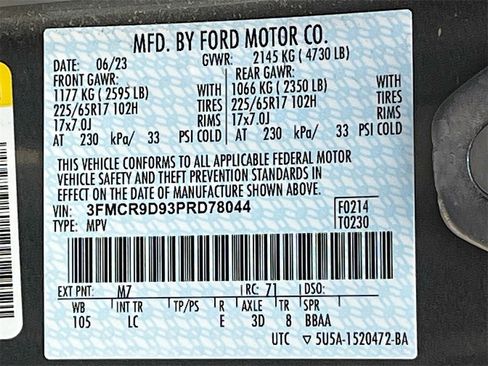 MFD. BY FORD MOTOR CO.
DATE: 06/23 GVWR: 2145 KG ( 4730 LB)
FRONT GAWR: REAR GAWR:
1177 KG ( 2595 LB) 1066 KG ( 2350 LB)
225/65R17 102H TIRES 225/65R17 102H TIRES
17x7.0J RIMS 17x7.0J RIMS
AT 230 kPa/ 33 PSI COLD AT 230 kPa/ 33 PSI COLD
THIS VEHICLE CONFORMS TO ALL APPLICABLE FEDERAL MOTOR
VEHICLE SAFETY AND THEFT PREVENTION STANDARDS IN EFFECT
ON THE DATE OF MANUFACTURE SHOWN ABOVE.
VIN: 3FMCR9D93PRD78044 F0214
TYPE: MPV T0230
EXT PNT: M7 RC: 71 DSO:
WB INT TR TP/PS R AXLE TR SPR
105 LC E 3D 8 BBAA
UTC ▽ 5U5A-1520472-BA